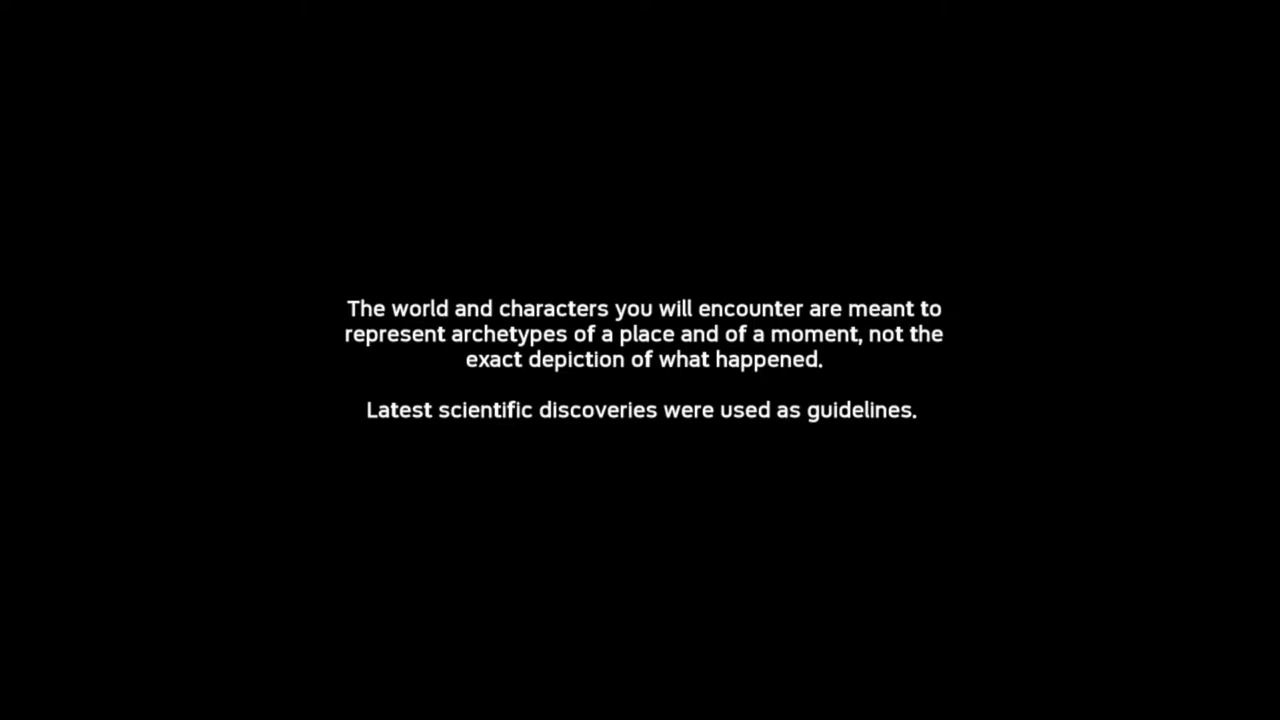 The world and characters you will encounter are meant to
represent archetypes of a place and of a moment, not the
exact depiction of what happened.
Latest scientific discoveries were used as guidelines.